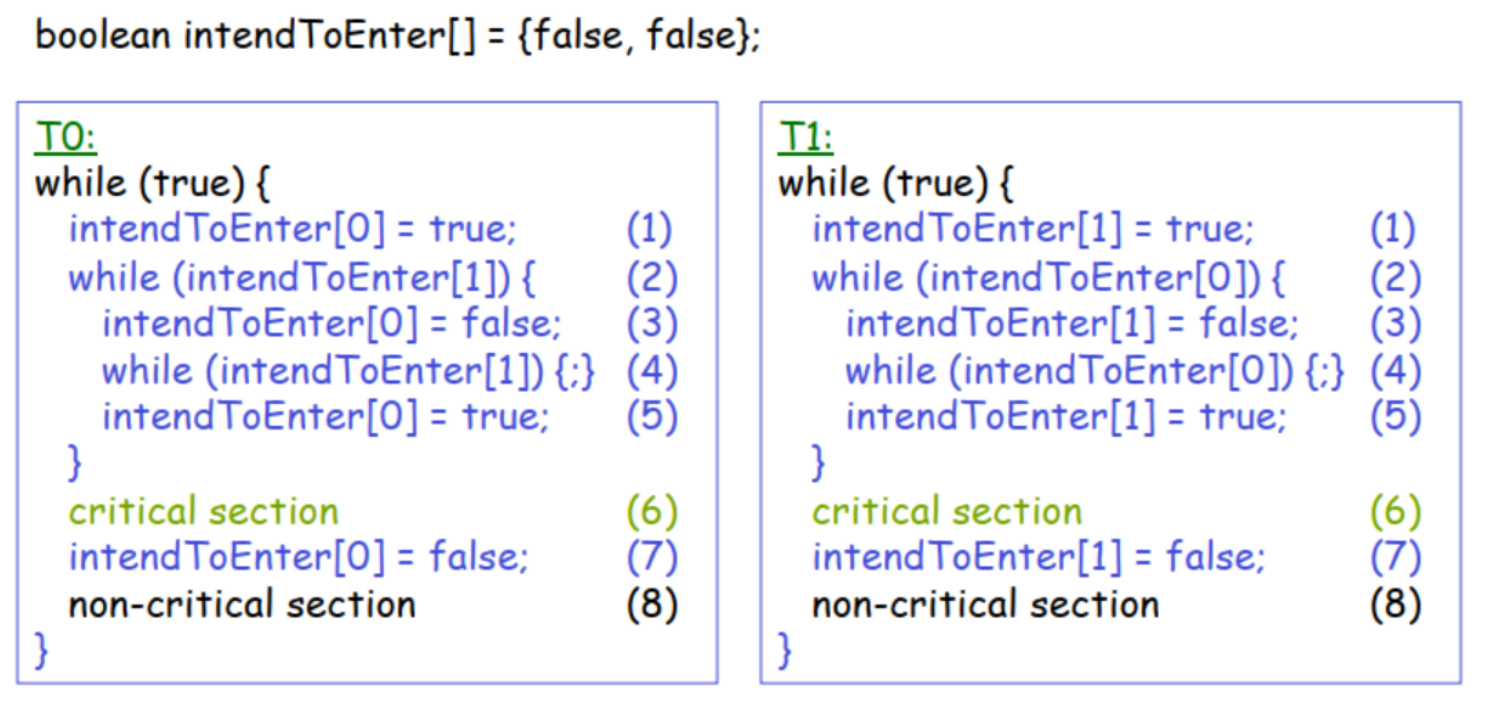 boolean intendToEnter[] = {false, false};
T0:
while (true) {
intendToEnter[0] = true; (1)
while (intendToEnter[1]) { (2)
intendToEnter[0] = false; (3)
while (intendToEnter[1]) {;} (4)
intendToEnter[0] = true; (5)
}
critical section (6)
intendToEnter[0] = false; (7)
non-critical section (8)
}
T1:
while (true) {
intendToEnter[1] = true; (1)
while (intendToEnter[0]) { (2)
intendToEnter[1] = false; (3)
while (intendToEnter[0]) {;} (4)
intendToEnter[1] = true; (5)
}
critical section (6)
intendToEnter[1] = false; (7)
non-critical section (8)
}